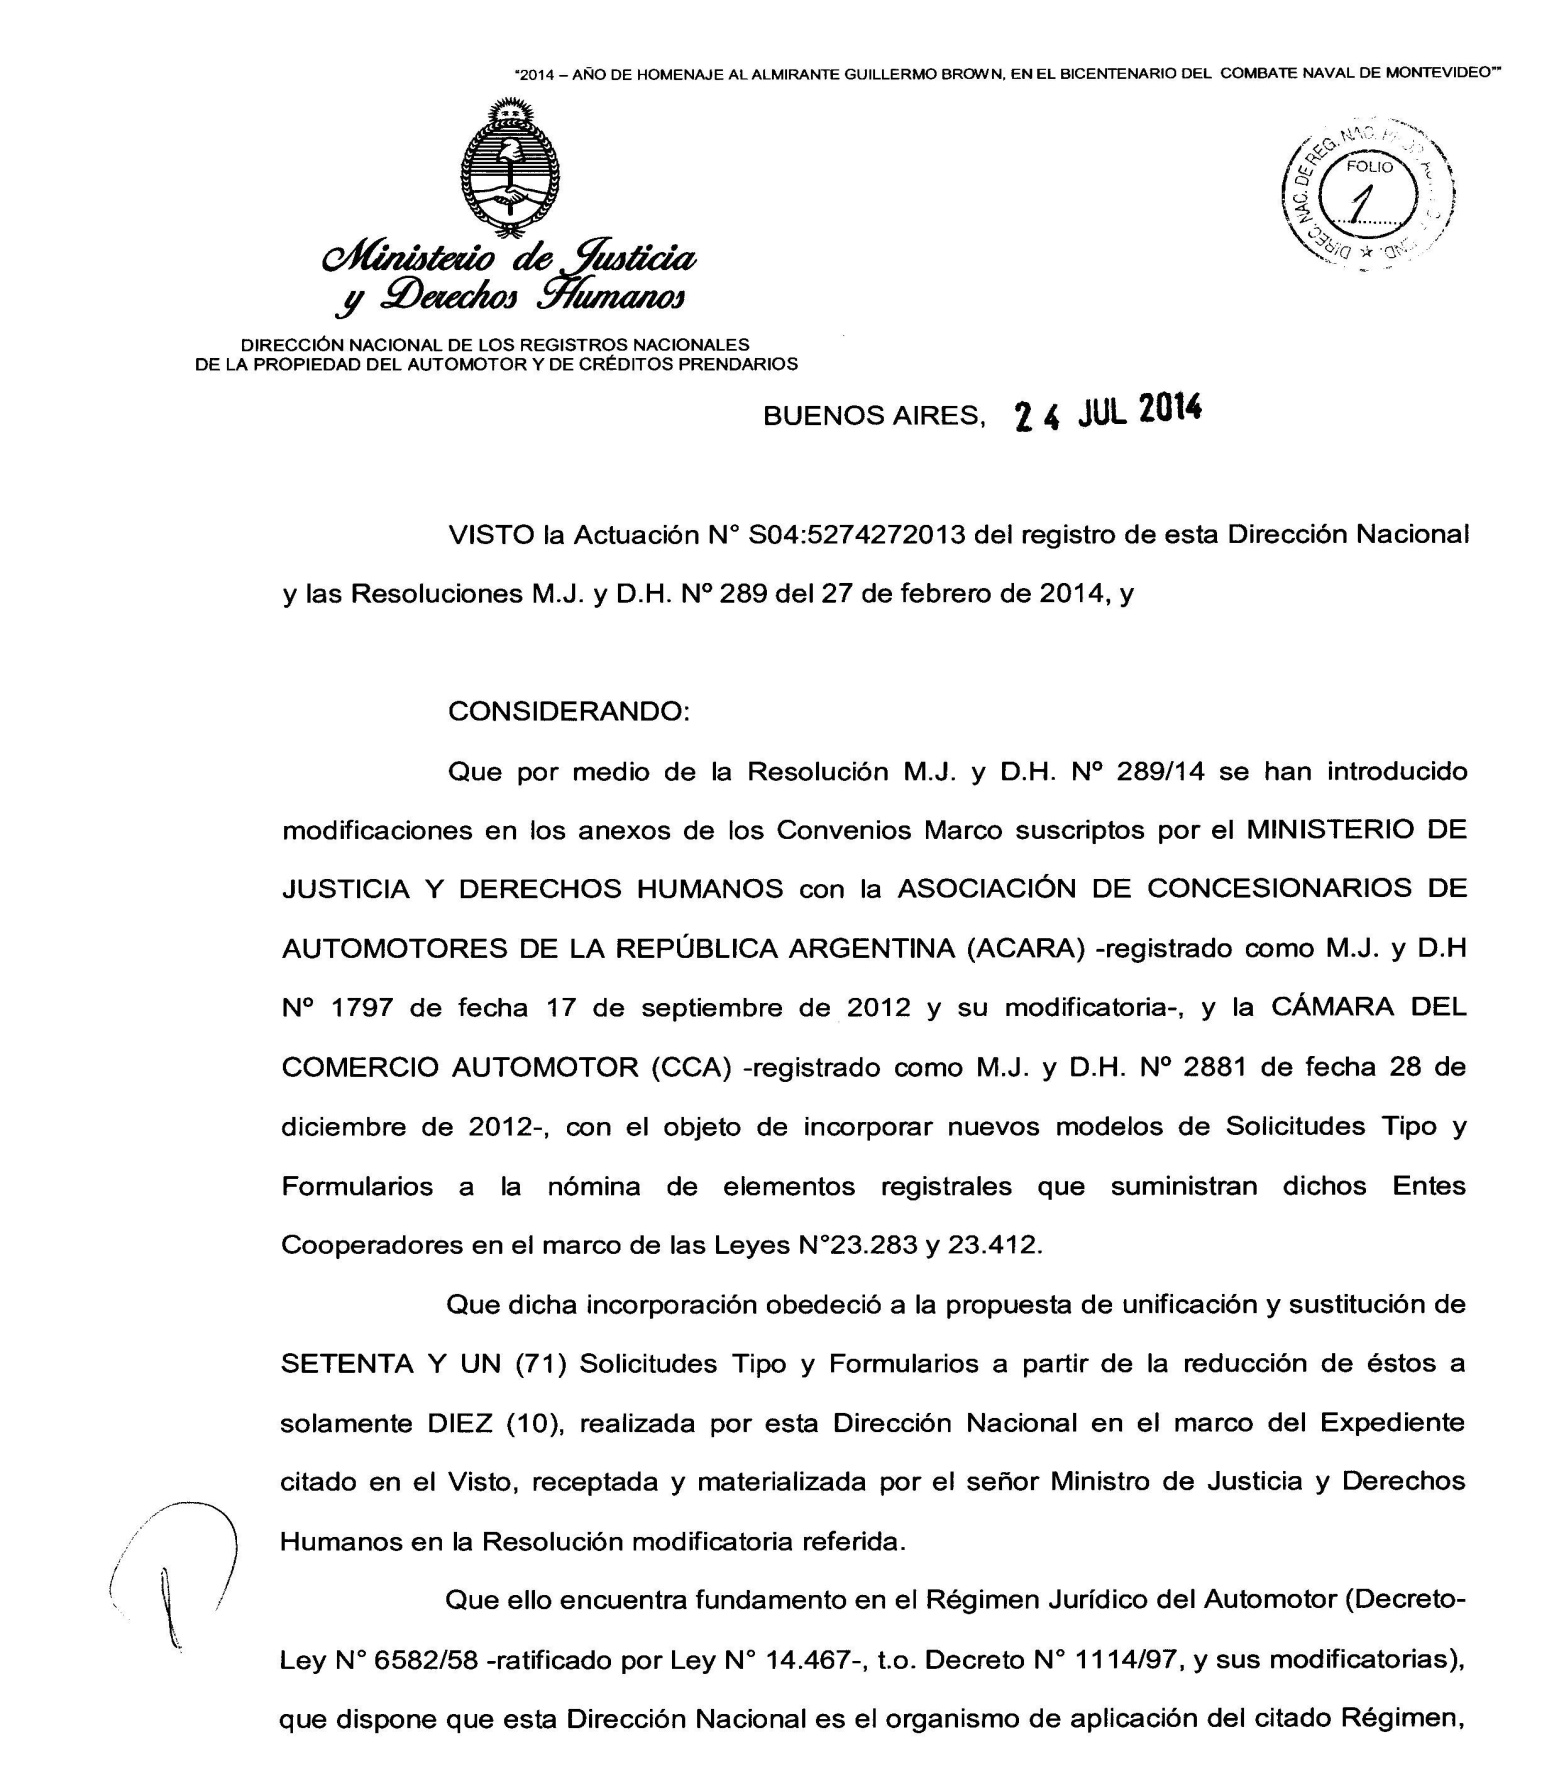 "2014 – AÑO DE HOMENAJE AL ALMIRANTE GUILLERMO BROWN, EN EL BICENTENARIO DEL COMBATE NAVAL DE MONTEVIDEO""
DIREC. NAC. DE REG. NAC.
FOLIO
1
Ministerio de Justicia
y Derechos Humanos
DIRECCIÓN NACIONAL DE LOS REGISTROS NACIONALES
DE LA PROPIEDAD DEL AUTOMOTOR Y DE CRÉDITOS PRENDARIOS
BUENOS AIRES, 24 JUL 2014
VISTO la Actuación N° S04:5274272013 del registro de esta Dirección Nacional
y las Resoluciones M.J. y D.H. Nº 289 del 27 de febrero de 2014, y
CONSIDERANDO:
Que por medio de la Resolución M.J. y D.H. Nº 289/14 se han introducido
modificaciones en los anexos de los Convenios Marco suscriptos por el MINISTERIO DE
JUSTICIA Y DERECHOS HUMANOS con la ASOCIACIÓN DE CONCESIONARIOS DE
AUTOMOTORES DE LA REPÚBLICA ARGENTINA (ACARA) -registrado como M.J. y D.H
Nº 1797 de fecha 17 de septiembre de 2012 y su modificatoria-, y la CÁMARA DEL
COMERCIO AUTOMOTOR (CCA) -registrado como M.J. y D.H. Nº 2881 de fecha 28 de
diciembre de 2012-, con el objeto de incorporar nuevos modelos de Solicitudes Tipo y
Formularios a la nómina de elementos registrales que suministran dichos Entes
Cooperadores en el marco de las Leyes N°23.283 y 23.412.
Que dicha incorporación obedeció a la propuesta de unificación y sustitución de
SETENTA Y UN (71) Solicitudes Tipo y Formularios a partir de la reducción de éstos a
solamente DIEZ (10), realizada por esta Dirección Nacional en el marco del Expediente
citado en el Visto, receptada y materializada por el señor Ministro de Justicia y Derechos
Humanos en la Resolución modificatoria referida.
Que ello encuentra fundamento en el Régimen Jurídico del Automotor (Decreto-
Ley N° 6582/58 -ratificado por Ley N° 14.467-, t.o. Decreto N° 1114/97, y sus modificatorias),
que dispone que esta Dirección Nacional es el organismo de aplicación del citado Régimen,